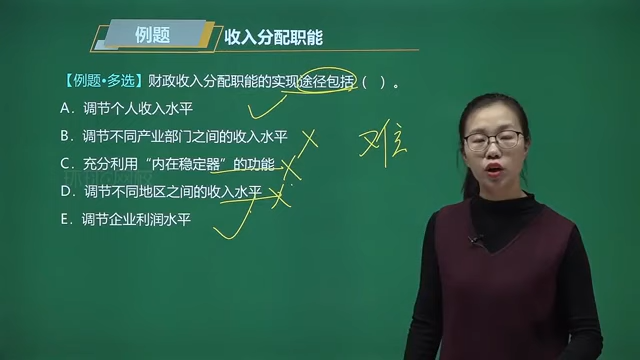 例题
收入分配职能
【例题·多选】财政收入分配职能的实现途径包括（ ）。
A. 调节个人收入水平
B. 调节不同产业部门之间的收入水平
C. 充分利用“内在稳定器”的功能
D. 调节不同地区之间的收入水平
E. 调节企业利润水平
难